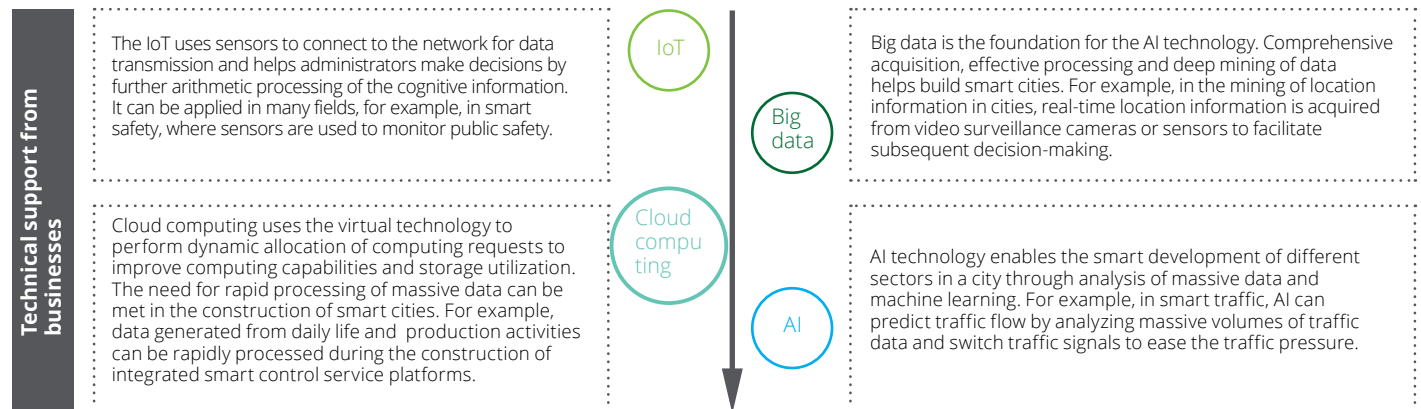 Technical support from
businesses
The IoT uses sensors to connect to the network for data
transmission and helps administrators make decisions by
further arithmetic processing of the cognitive information.
It can be applied in many fields, for example, in smart
safety, where sensors are used to monitor public safety.
IoT
Big
data
Big data is the foundation for the AI technology. Comprehensive
acquisition, effective processing and deep mining of data
helps build smart cities. For example, in the mining of location
information in cities, real-time location information is acquired
from video surveillance cameras or sensors to facilitate
subsequent decision-making.
Cloud computing uses the virtual technology to
perform dynamic allocation of computing requests to
improve computing capabilities and storage utilization.
The need for rapid processing of massive data can be
met in the construction of smart cities. For example,
data generated from daily life and production activities
can be rapidly processed during the construction of
integrated smart control service platforms.
Cloud
compu
ting
AI
AI technology enables the smart development of different
sectors in a city through analysis of massive data and
machine learning. For example, in smart traffic, AI can
predict traffic flow by analyzing massive volumes of traffic
data and switch traffic signals to ease the traffic pressure.